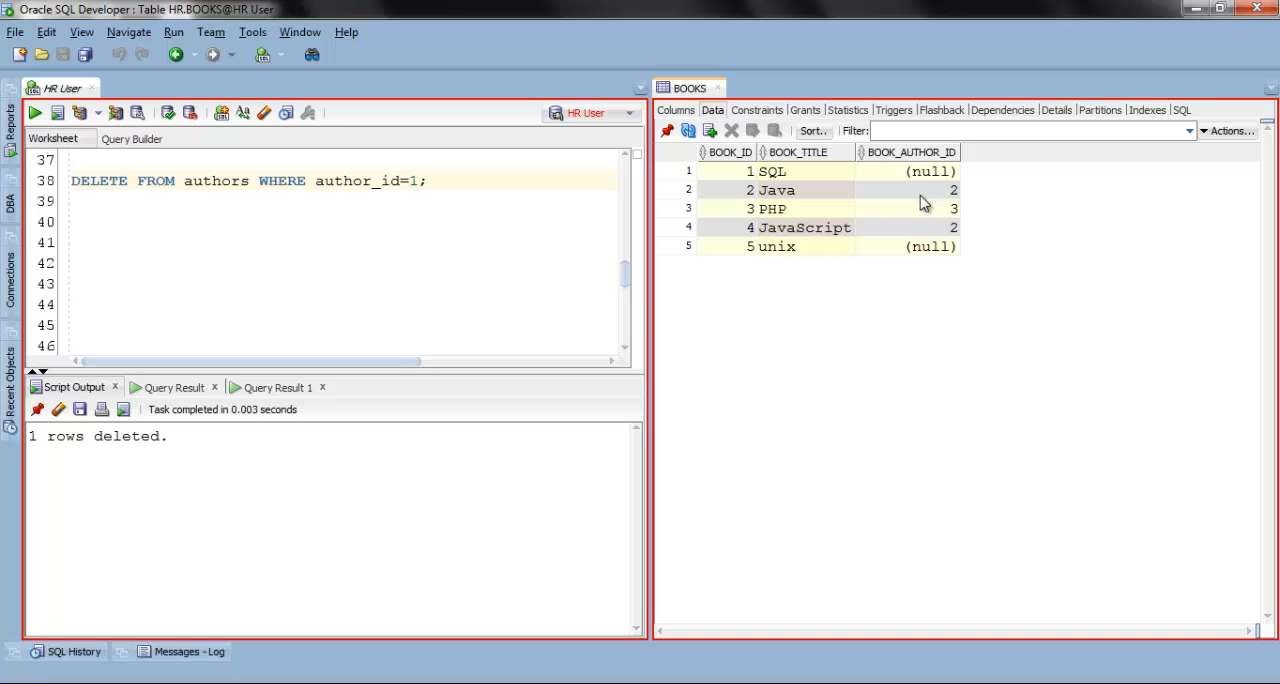 Oracle SQL Developer : Table HR.BOOKS@HR User
File Edit View Navigate Run Team Tools Window Help
HR User
HR User
Worksheet Query Builder
37
38 DELETE FROM authors WHERE author_id=1;
39
40
41
42
43
44
45
46
Script Output Query Result Query Result 1
Task completed in 0.003 seconds
1 rows deleted.
BOOKS
Columns Data Constraints Grants Statistics Triggers Flashback Dependencies Details Partitions Indexes SQL
Sort.. Filter: Actions...
BOOK_ID BOOK_TITLE BOOK_AUTHOR_ID
1 1 SQL (null)
2 2 Java 2
3 3 PHP 3
4 4 JavaScript 2
5 5 unix (null)
Reports
DBA
Connections
Recent Objects
SQL History Messages - Log